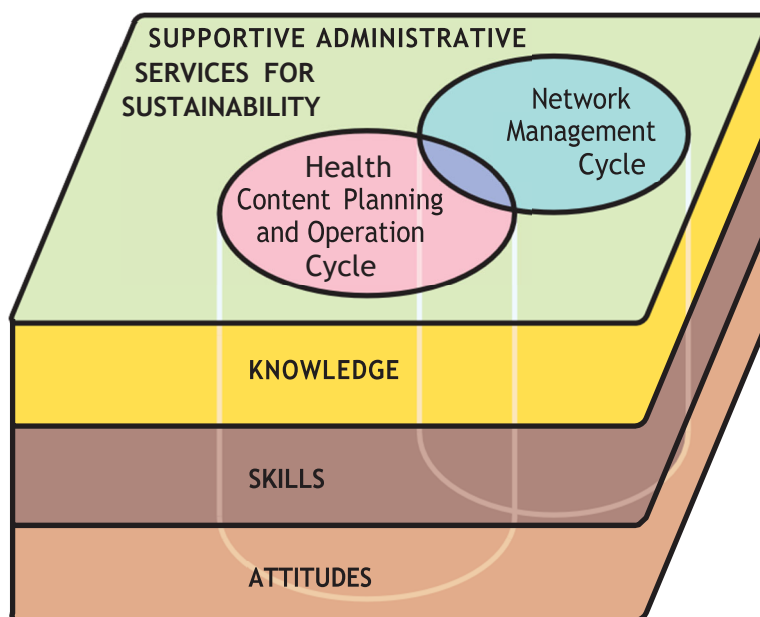 SUPPORTIVE ADMINISTRATIVE
SERVICES FOR
SUSTAINABILITY
Network
Management
Cycle
Health
Content Planning
and Operation
Cycle
KNOWLEDGE
SKILLS
ATTITUDES